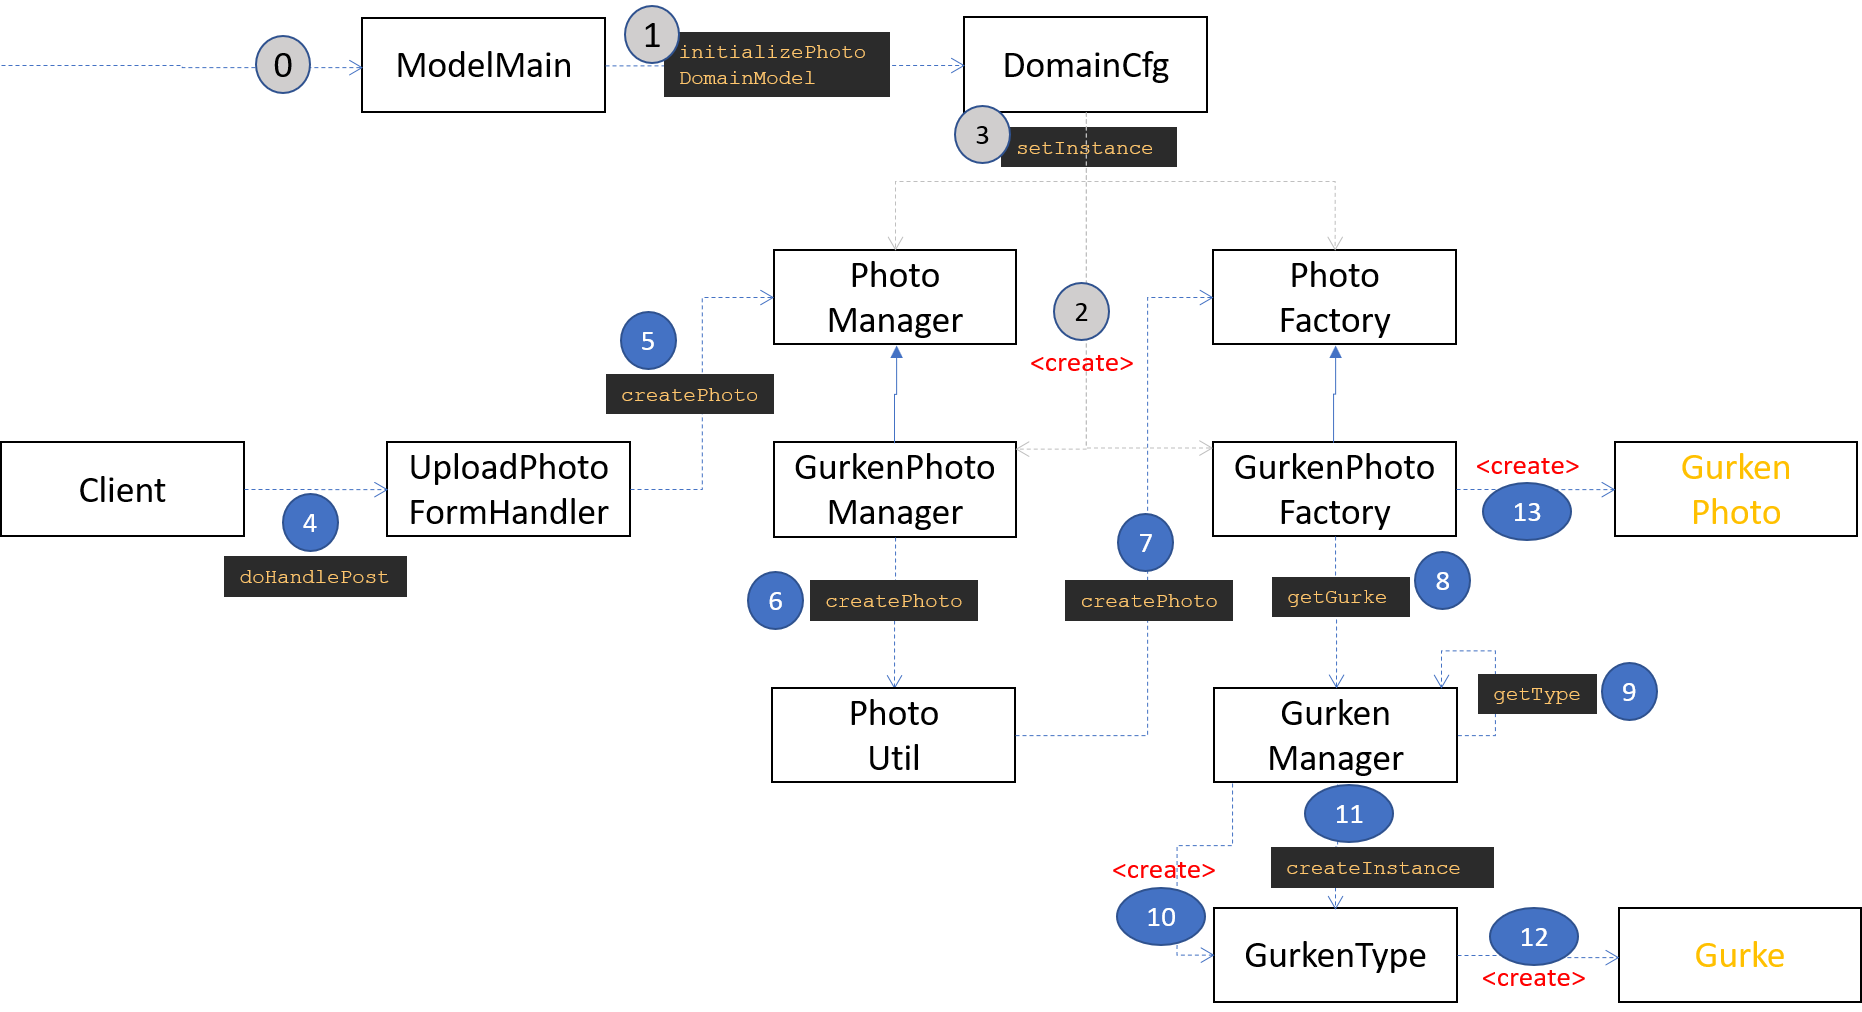 0
ModelMain
1
initializePhoto
DomainModel
DomainCfg
3
setInstance
Photo
Manager
2
<create>
Photo
Factory
5
createPhoto
Client
4
doHandlePost
UploadPhoto
FormHandler
GurkenPhoto
Manager
GurkenPhoto
Factory
<create>
13
Gurken
Photo
6
createPhoto
7
createPhoto
getGurke
8
Photo
Util
Gurken
Manager
getType
9
11
createInstance
<create>
10
GurkenType
12
<create>
Gurke